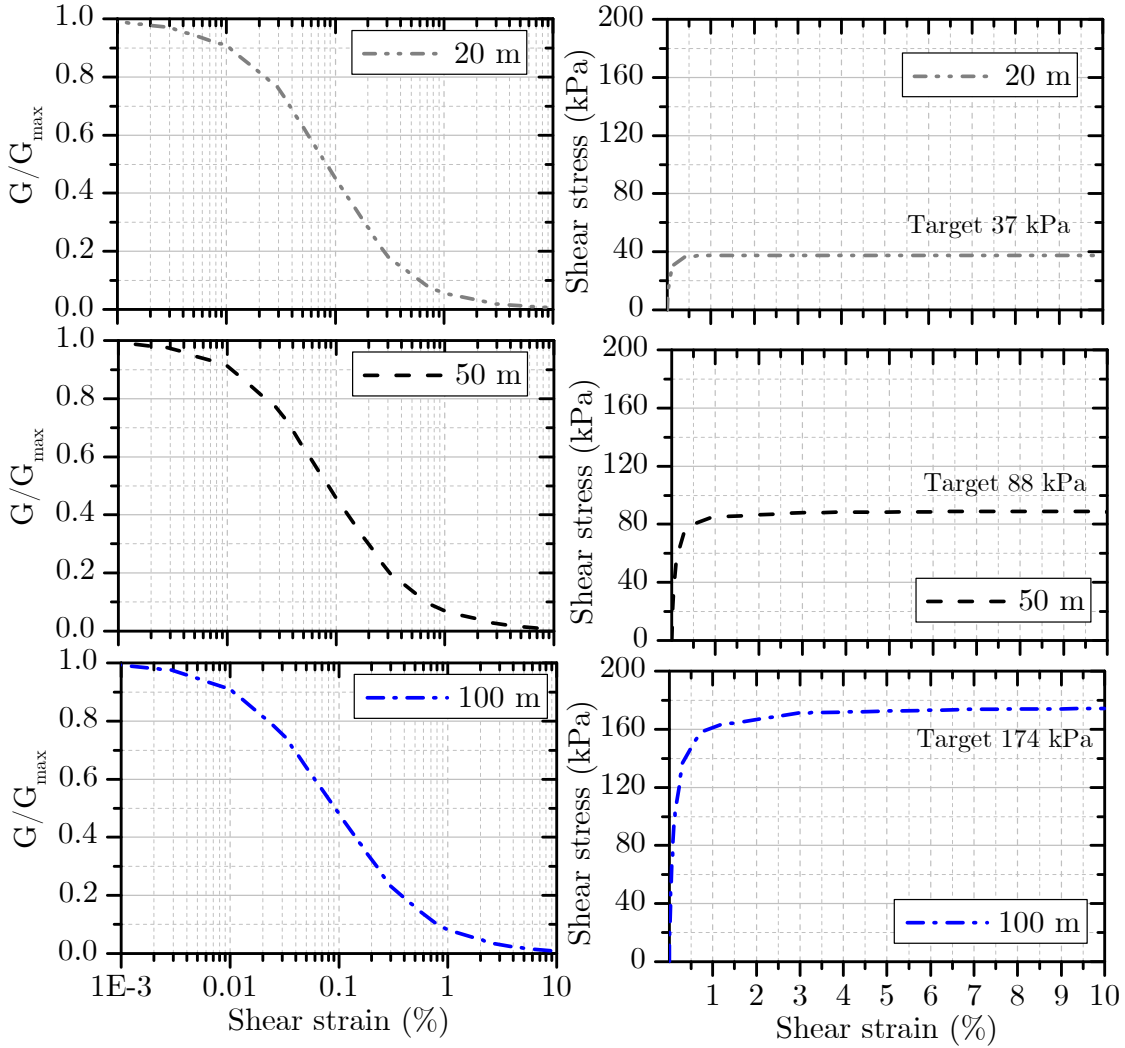 1.0
0.8
0.6
0.4
0.2
0.0
G/G_max
20 m
200
160
120
80
40
0
Shear stress (kPa)
20 m
Target 37 kPa
1.0
0.8
0.6
0.4
0.2
0.0
G/G_max
50 m
200
160
120
80
40
0
Shear stress (kPa)
Target 88 kPa
50 m
1.0
0.8
0.6
0.4
0.2
0.0
G/G_max
100 m
1E-3 0.01 0.1 1 10
Shear strain (%)
200
160
120
80
40
0
Shear stress (kPa)
Target 174 kPa
100 m
1 2 3 4 5 6 7 8 9 10
Shear strain (%)